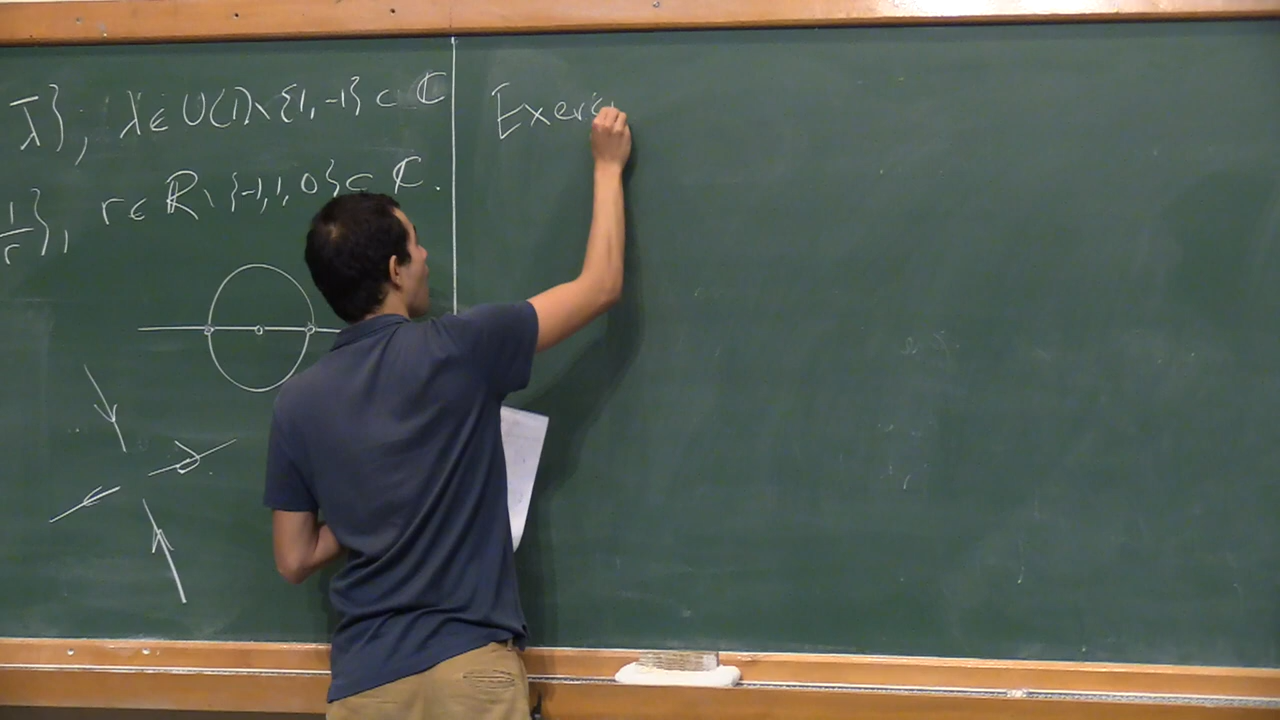 λ̄}, λ ∈ U(1)\{1,-1} ⊂ ℂ
1/r}, r ∈ ℝ\{-1,1,0} ⊂ ℂ.
Exerc